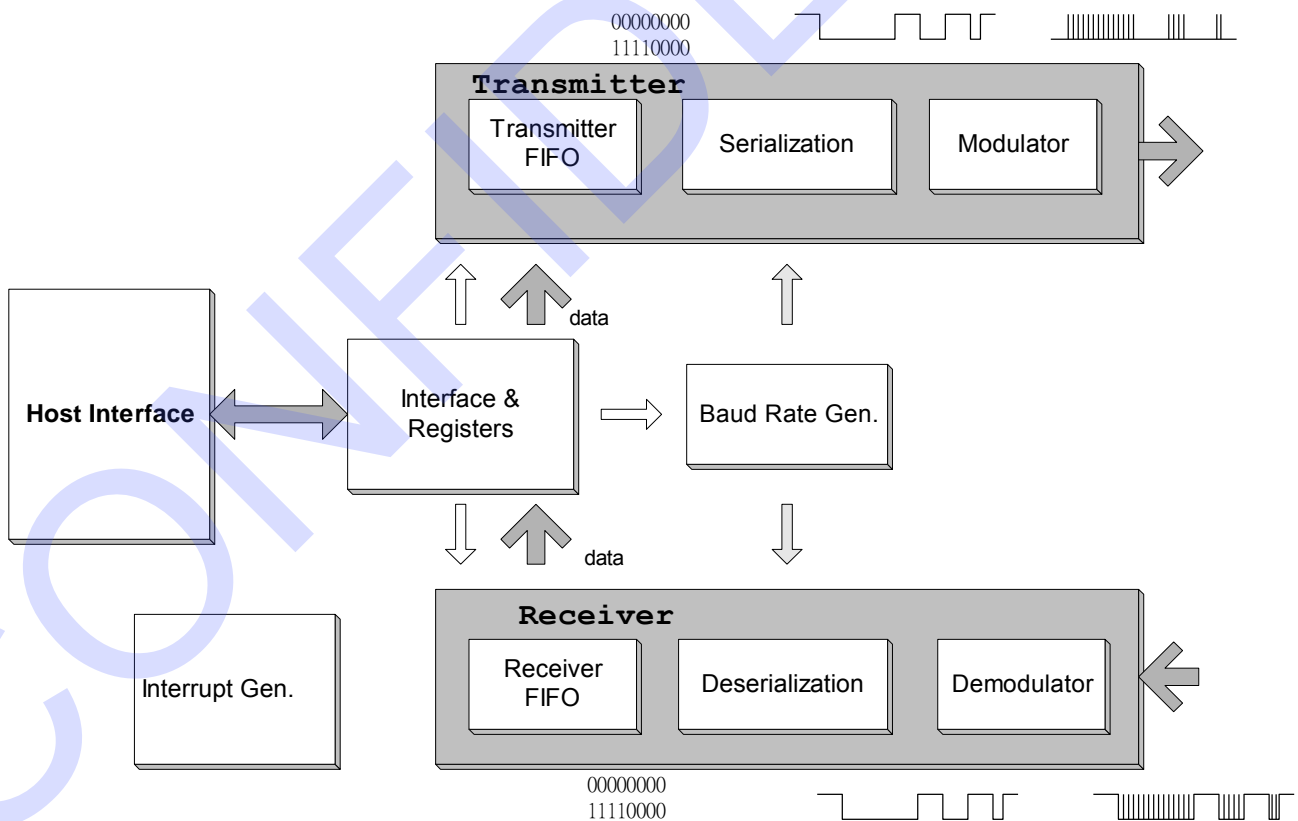 00000000
11110000
Transmitter
Transmitter
FIFO
Serialization
Modulator
data
Host Interface
Interface &
Registers
Baud Rate Gen.
data
Receiver
Receiver
FIFO
Deserialization
Demodulator
Interrupt Gen.
00000000
11110000
CONFIDE